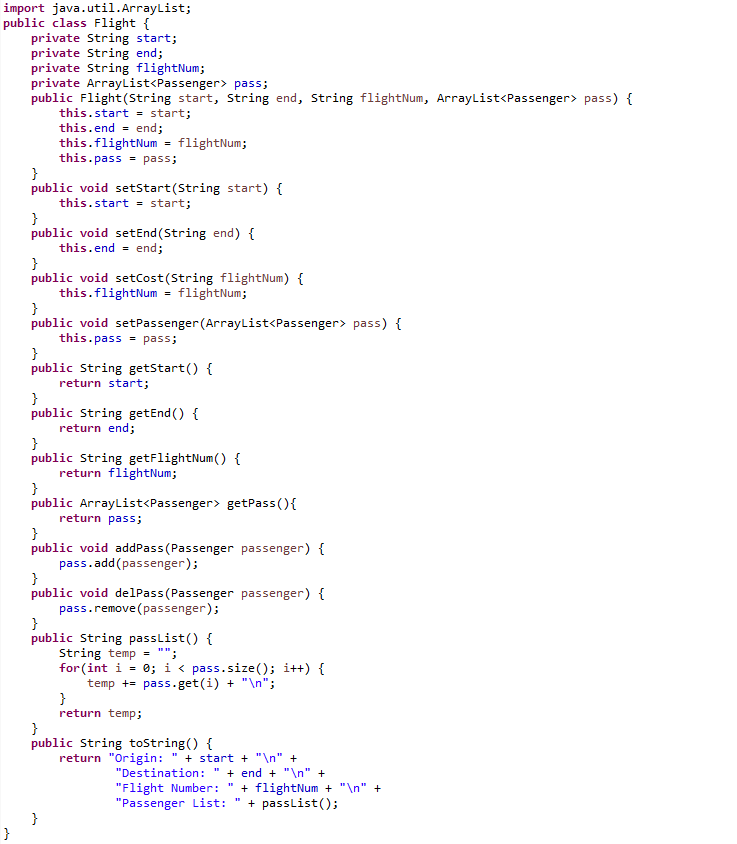 import java.util.ArrayList;
public class Flight {
    private String start;
    private String end;
    private String flightNum;
    private ArrayList<Passenger> pass;
    public Flight(String start, String end, String flightNum, ArrayList<Passenger> pass) {
        this.start = start;
        this.end = end;
        this.flightNum = flightNum;
        this.pass = pass;
    }
    public void setStart(String start) {
        this.start = start;
    }
    public void setEnd(String end) {
        this.end = end;
    }
    public void setCost(String flightNum) {
        this.flightNum = flightNum;
    }
    public void setPassenger(ArrayList<Passenger> pass) {
        this.pass = pass;
    }
    public String getStart() {
        return start;
    }
    public String getEnd() {
        return end;
    }
    public String getFlightNum() {
        return flightNum;
    }
    public ArrayList<Passenger> getPass(){
        return pass;
    }
    public void addPass(Passenger passenger) {
        pass.add(passenger);
    }
    public void delPass(Passenger passenger) {
        pass.remove(passenger);
    }
    public String passList() {
        String temp = "";
        for(int i = 0; i < pass.size(); i++) {
            temp += pass.get(i) + "\n";
        }
        return temp;
    }
    public String toString() {
        return "Origin: " + start + "\n" +
                "Destination: " + end + "\n" +
                "Flight Number: " + flightNum + "\n" +
                "Passenger List: " + passList();
    }
}